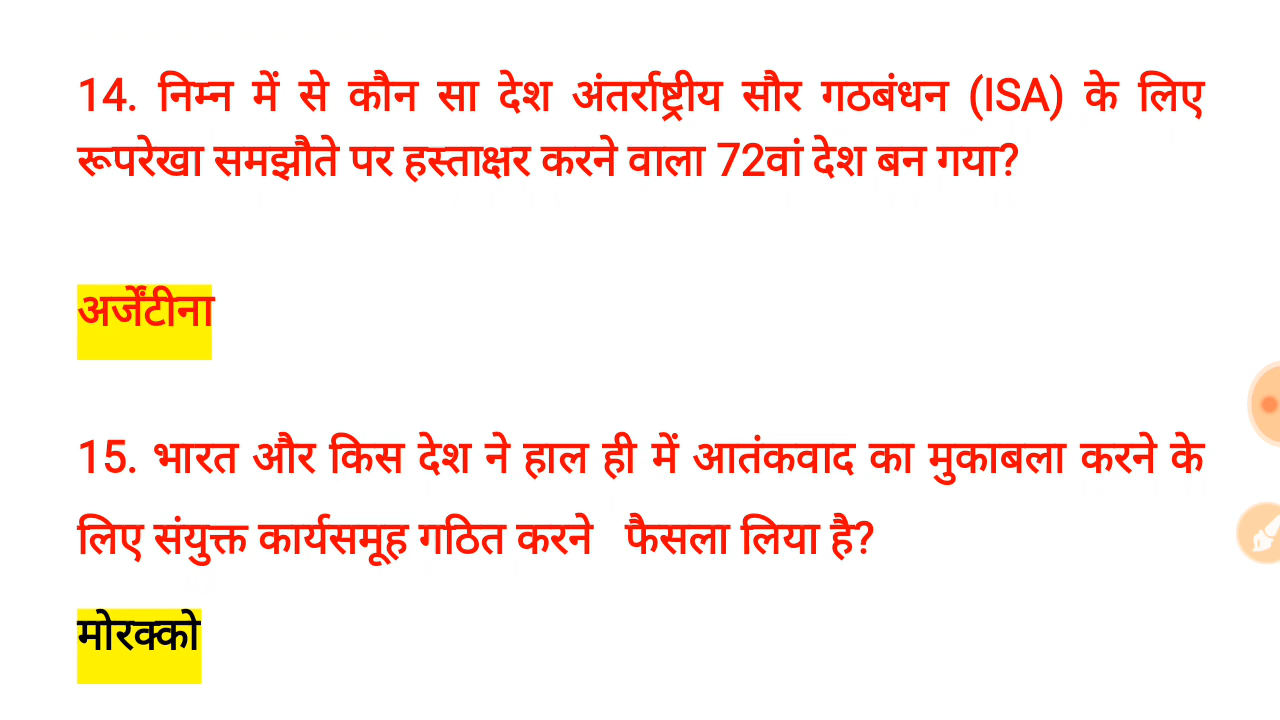 14. निम्न में से कौन सा देश अंतर्राष्ट्रीय सौर गठबंधन (ISA) के लिए
रूपरेखा समझौते पर हस्ताक्षर करने वाला 72वां देश बन गया?
अर्जेंटीना
15. भारत और किस देश ने हाल ही में आतंकवाद का मुकाबला करने के
लिए संयुक्त कार्यसमूह गठित करने फैसला लिया है?
मोरक्को